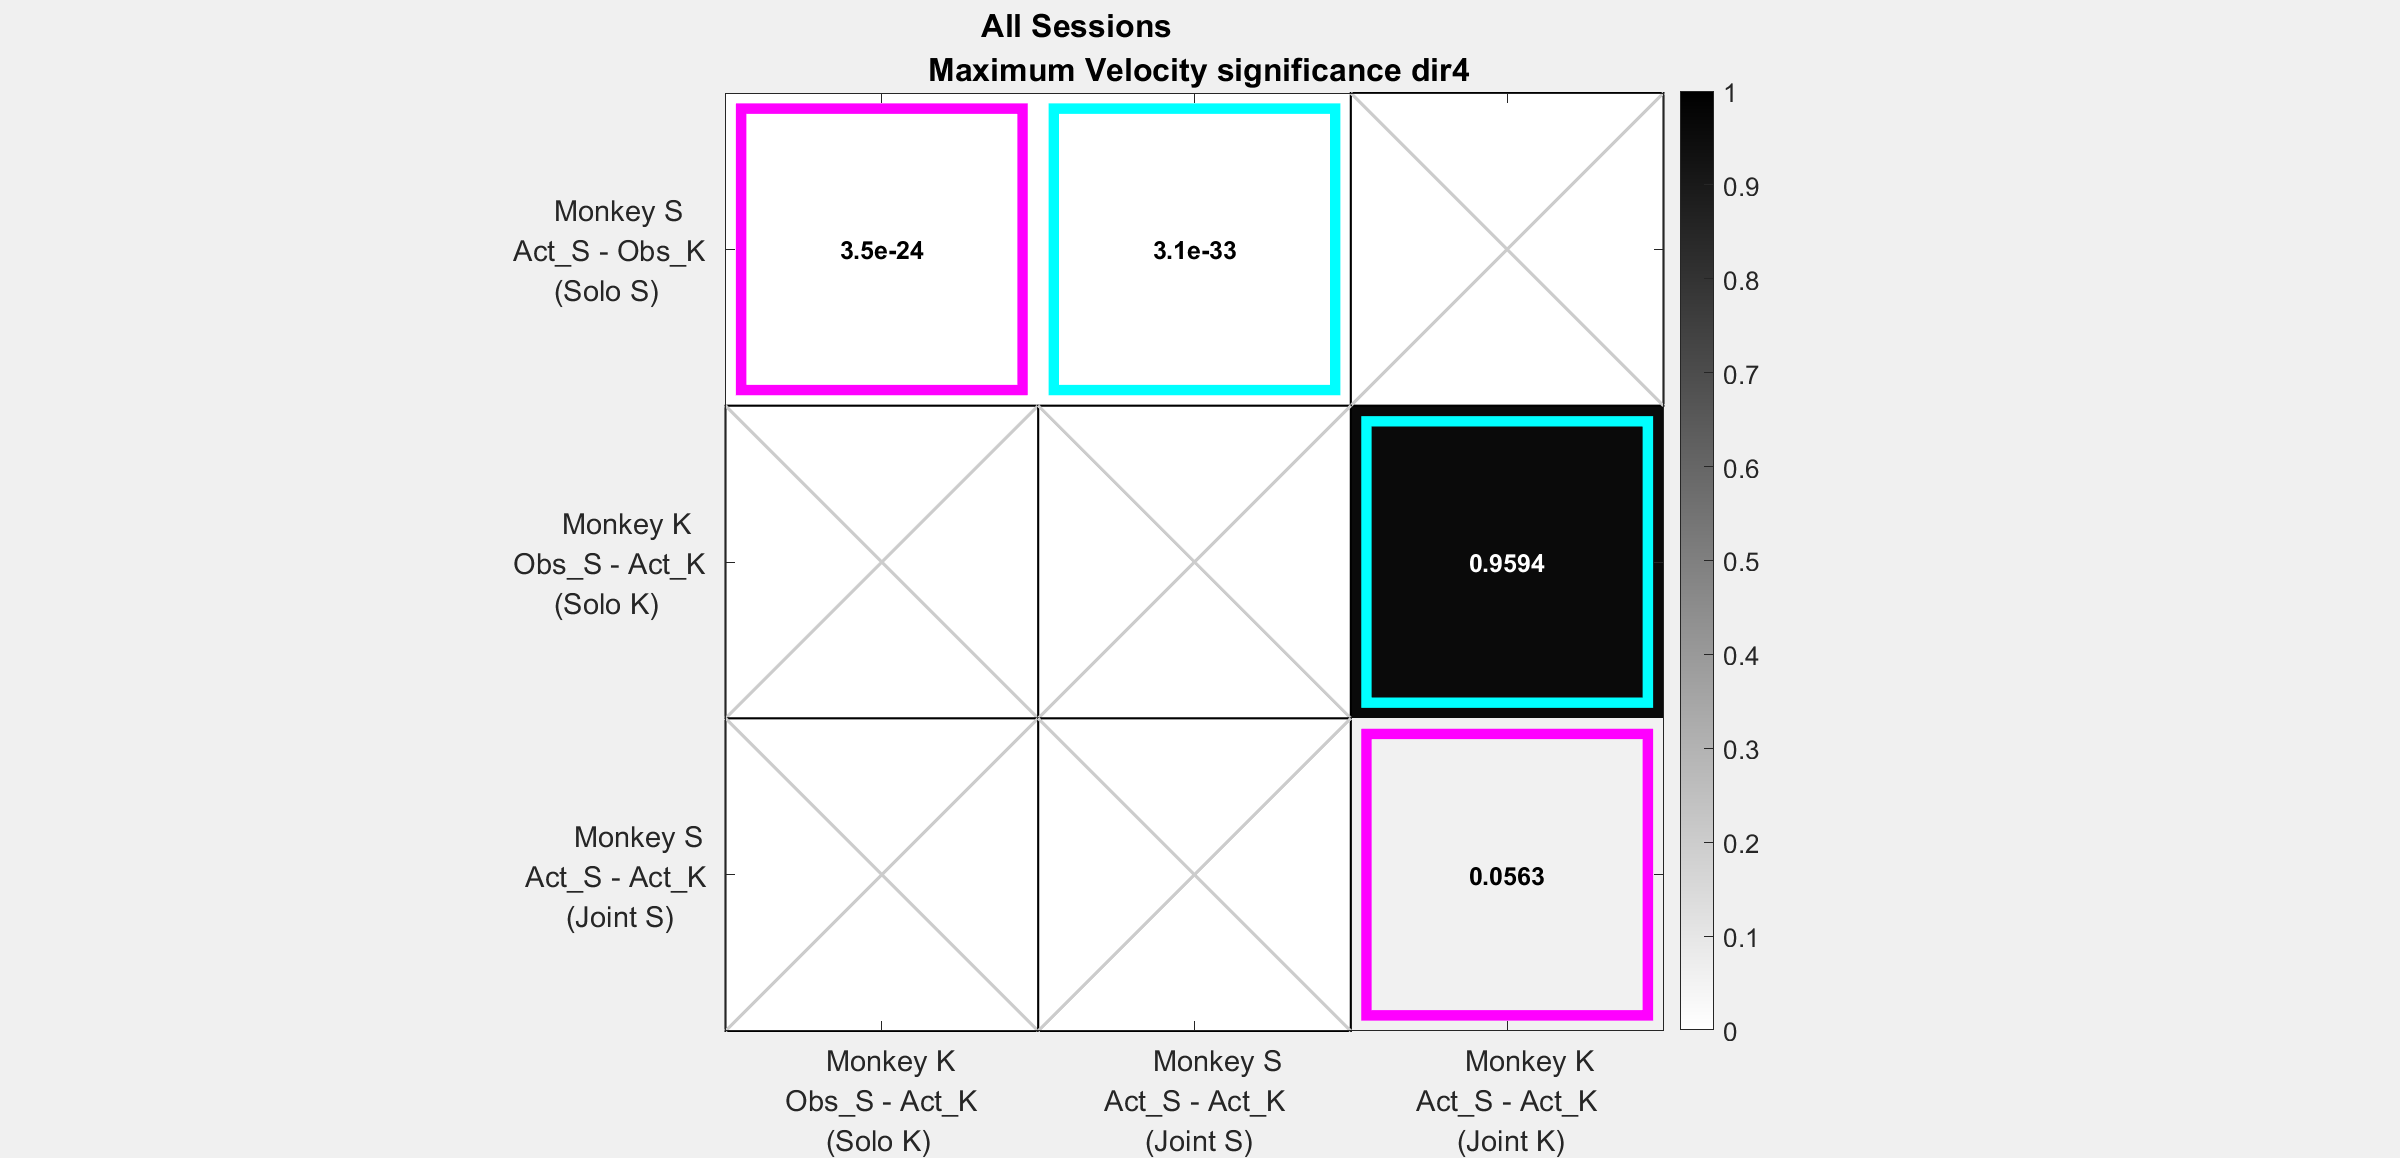 All Sessions
Maximum Velocity significance dir4
Monkey S
Act_S - Obs_K
(Solo S)
3.5e-24
3.1e-33
Monkey K
Obs_S - Act_K
(Solo K)
0.9594
Monkey S
Act_S - Act_K
(Joint S)
0.0563
1
0.9
0.8
0.7
0.6
0.5
0.4
0.3
0.2
0.1
0
Monkey K
Obs_S - Act_K
(Solo K)
Monkey S
Act_S - Act_K
(Joint S)
Monkey K
Act_S - Act_K
(Joint K)